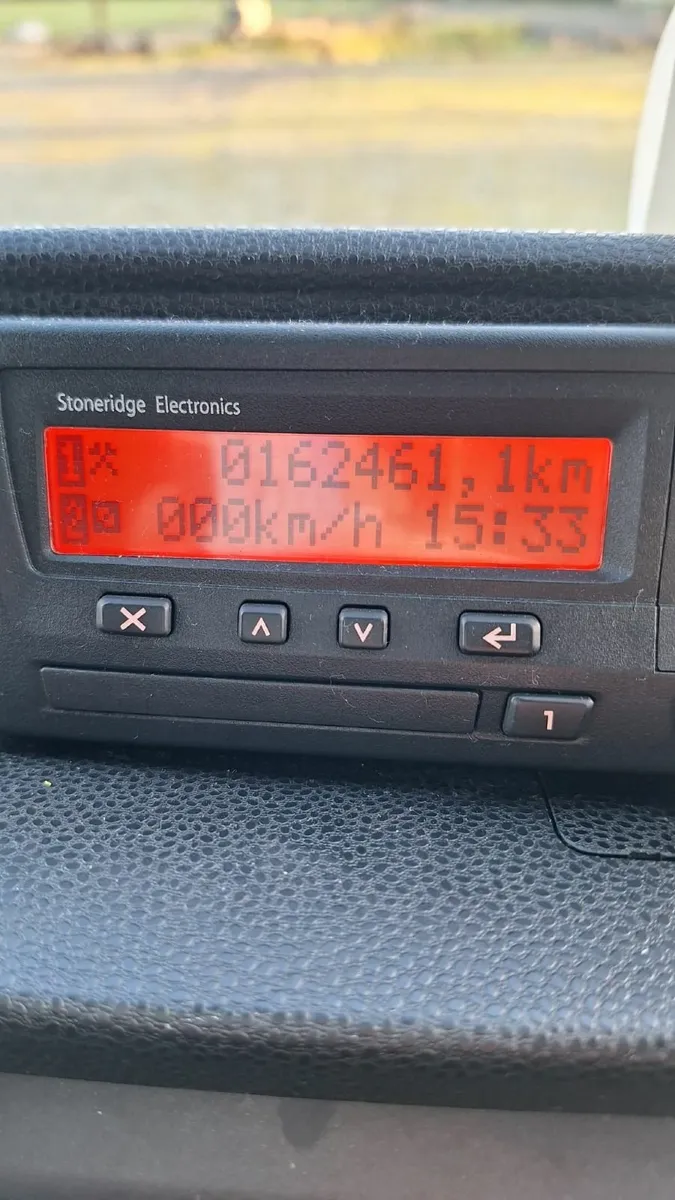 Stoneridge Electronics
1 0162461,1km
2 000km/h 15:33
1